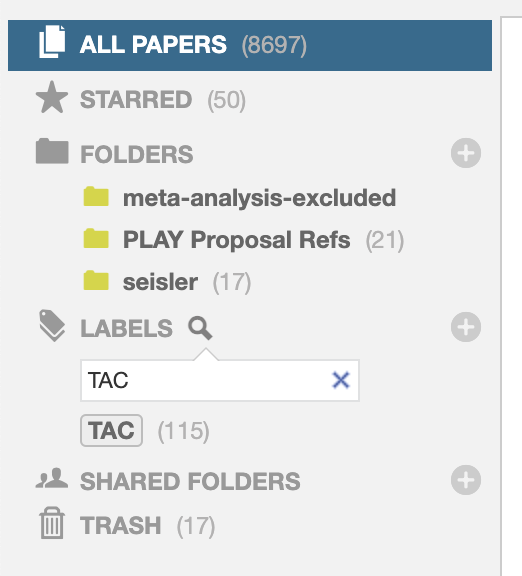 ALL PAPERS (8697)
STARRED (50)
FOLDERS
meta-analysis-excluded
PLAY Proposal Refs (21)
seisler (17)
LABELS
TAC
TAC (115)
SHARED FOLDERS
TRASH (17)